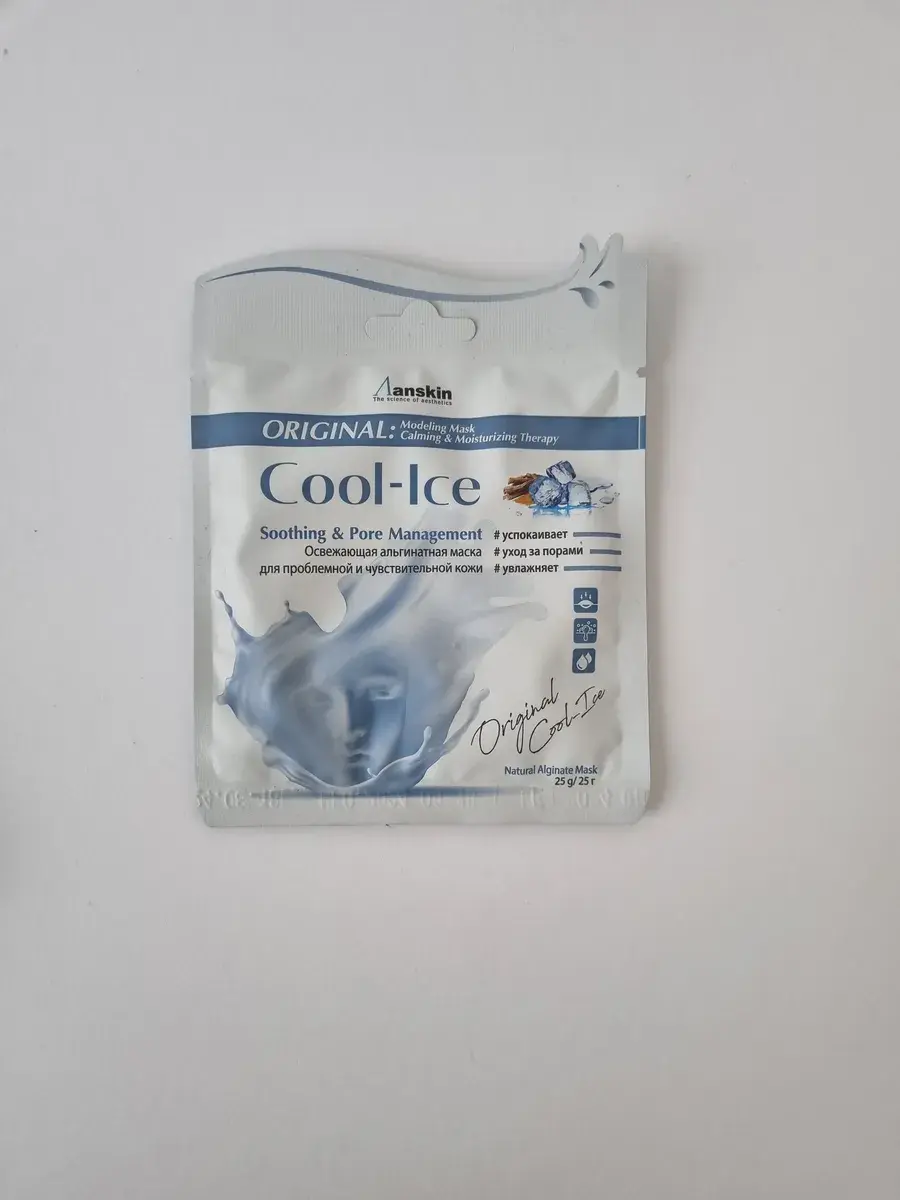 Aanskin
The science of aesthetics
ORIGINAL: Modeling Mask
Calming & Moisturizing Therapy
Cool-Ice
Soothing & Pore Management
Освежающая альгинатная маска
для проблемной и чувствительной кожи
# успокаивает
# уход за порами
# увлажняет
Original
Cool-Ice
Natural Alginate Mask
25 g/ 25 г